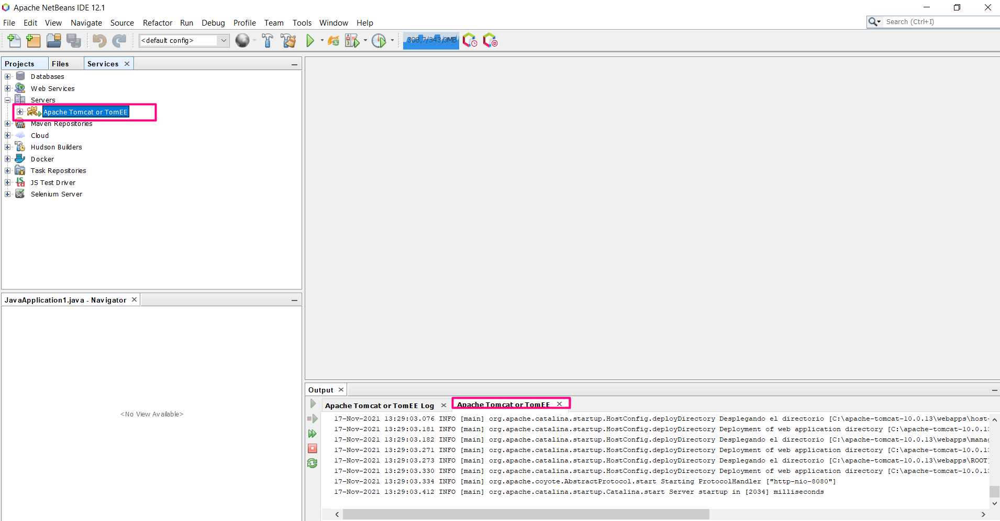 Apache NetBeans IDE 12.1
File Edit View Navigate Source Refactor Run Debug Profile Team Tools Window Help
Search (Ctrl+I)
<default config>
308,7/343,0MB
Projects Files Services
Databases
Web Services
Servers
Apache Tomcat or TomEE
Maven Repositories
Cloud
Hudson Builders
Docker
Task Repositories
JS Test Driver
Selenium Server
JavaApplication1.java - Navigator
<No View Available>
Output
Apache Tomcat or TomEE Log Apache Tomcat or TomEE
17-Nov-2021 13:29:03.076 INFO [main] org.apache.catalina.startup.HostConfig.deployDirectory Desplegando el directorio [C:\apache-tomcat-10.0.13\webapps\host-
17-Nov-2021 13:29:03.181 INFO [main] org.apache.catalina.startup.HostConfig.deployDirectory Deployment of web application directory [C:\apache-tomcat-10.0.13
17-Nov-2021 13:29:03.182 INFO [main] org.apache.catalina.startup.HostConfig.deployDirectory Desplegando el directorio [C:\apache-tomcat-10.0.13\webapps\manag
17-Nov-2021 13:29:03.271 INFO [main] org.apache.catalina.startup.HostConfig.deployDirectory Deployment of web application directory [C:\apache-tomcat-10.0.13
17-Nov-2021 13:29:03.273 INFO [main] org.apache.catalina.startup.HostConfig.deployDirectory Desplegando el directorio [C:\apache-tomcat-10.0.13\webapps\ROOT]
17-Nov-2021 13:29:03.330 INFO [main] org.apache.catalina.startup.HostConfig.deployDirectory Deployment of web application directory [C:\apache-tomcat-10.0.13
17-Nov-2021 13:29:03.334 INFO [main] org.apache.coyote.AbstractProtocol.start Starting ProtocolHandler ["http-nio-8080"]
17-Nov-2021 13:29:03.412 INFO [main] org.apache.catalina.startup.Catalina.start Server startup in [2034] milliseconds